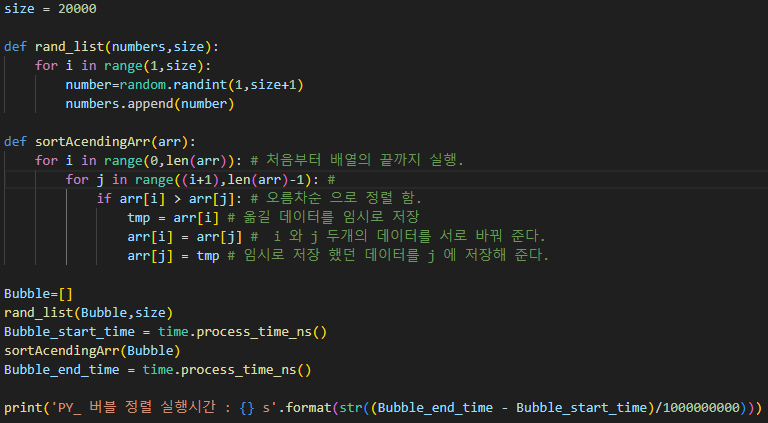 size = 20000
def rand_list(numbers,size):
    for i in range(1,size):
        number=random.randint(1,size+1)
        numbers.append(number)
def sortAcendingArr(arr):
    for i in range(0,len(arr)): # 처음부터 배열의 끝까지 실행.
        for j in range((i+1),len(arr)-1): #
            if arr[i] > arr[j]: # 오름차순 으로 정렬 함.
                tmp = arr[i] # 옮길 데이터를 임시로 저장
                arr[i] = arr[j] #  i 와 j 두개의 데이터를 서로 바꿔 준다.
                arr[j] = tmp # 임시로 저장 했던 데이터를 j 에 저장해 준다.
Bubble=[]
rand_list(Bubble,size)
Bubble_start_time = time.process_time_ns()
sortAcendingArr(Bubble)
Bubble_end_time = time.process_time_ns()
print('PY_ 버블 정렬 실행시간 : {} s'.format(str((Bubble_end_time - Bubble_start_time)/1000000000)))